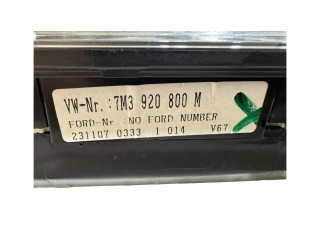 VW-Nr.:7M3 920 800 M
FORD-Nr NO FORD NUMBER
231107 0333 1 014 V67